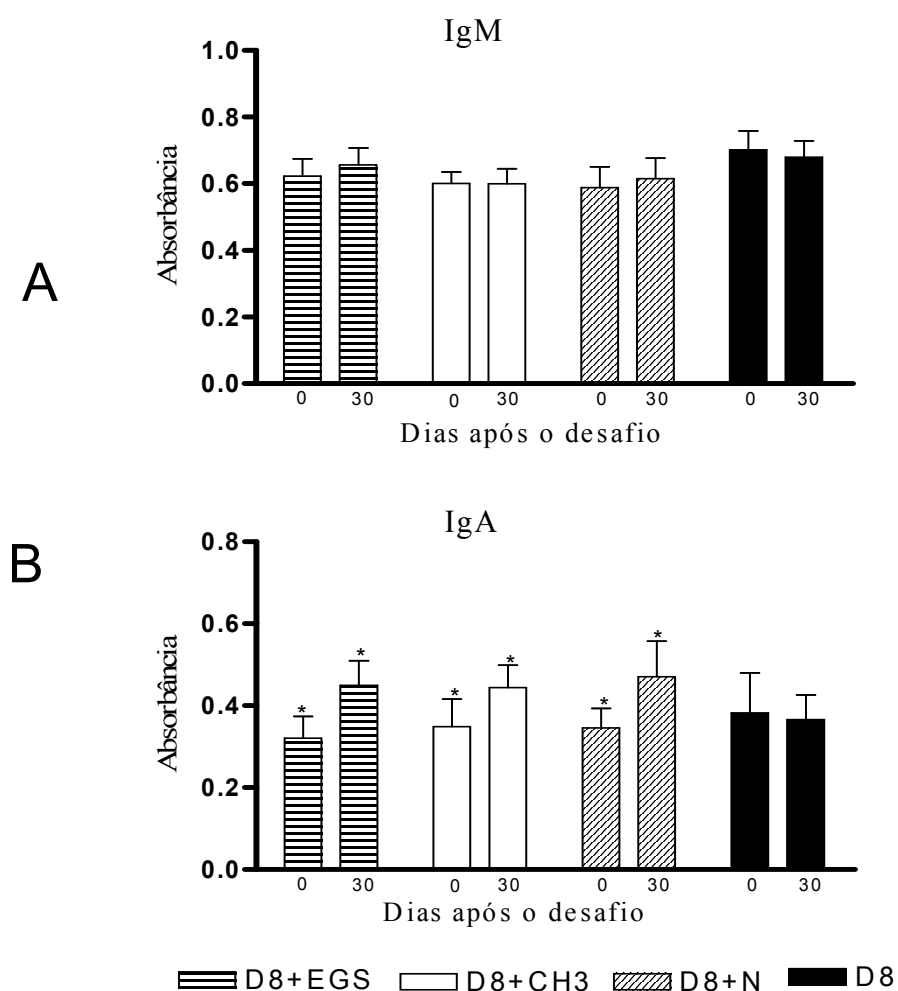 IgM
1.0
0.8
0.6
0.4
0.2
0.0
Absorbância
A
0 30 0 30 0 30 0 30
Dias após o desafio
IgA
B
0.8
0.6
0.4
0.2
0.0
Absorbância
* * * * * *
0 30 0 30 0 30 0 30
Dias após o desafio
D8+EGS D8+CH3 D8+N D8